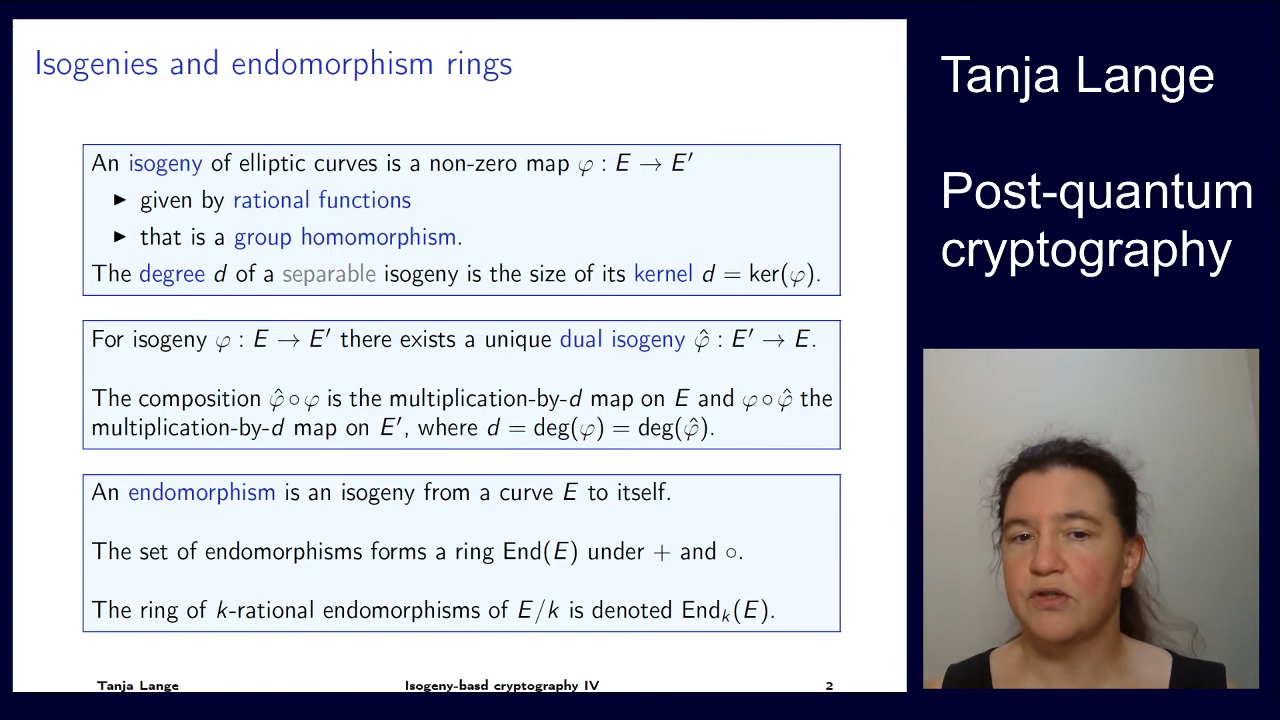 Isogenies and endomorphism rings
An isogeny of elliptic curves is a non-zero map φ : E → E′
▶ given by rational functions
▶ that is a group homomorphism.
The degree d of a separable isogeny is the size of its kernel d = ker(φ).
For isogeny φ : E → E′ there exists a unique dual isogeny φ̂ : E′ → E.
The composition φ̂ ∘ φ is the multiplication-by-d map on E and φ ∘ φ̂ the
multiplication-by-d map on E′, where d = deg(φ) = deg(φ̂).
An endomorphism is an isogeny from a curve E to itself.
The set of endomorphisms forms a ring End(E) under + and ∘.
The ring of k-rational endomorphisms of E/k is denoted Endₖ(E).
Tanja Lange Isogeny-basd cryptography IV 2
Tanja Lange
Post-quantum
cryptography